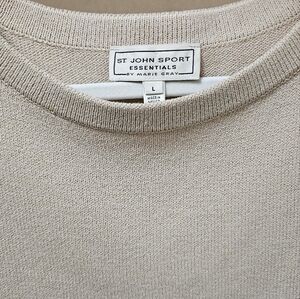 ST JOHN SPORT
ESSENTIALS
BY MARIE GRAY
L